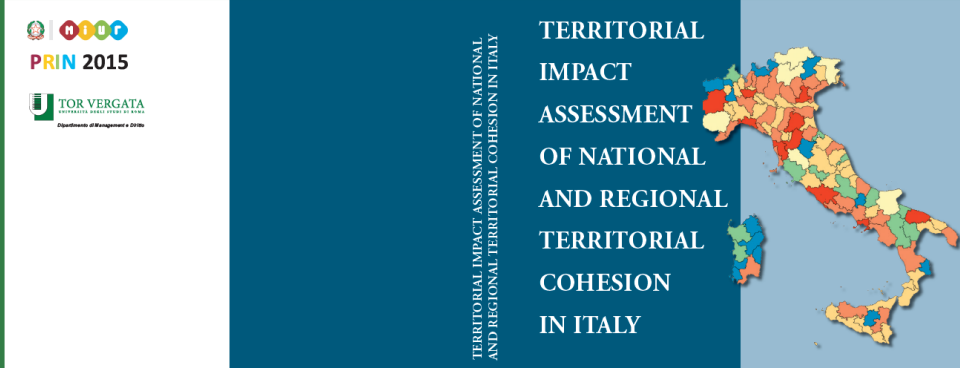 MIUR
PRIN 2015
TOR VERGATA
UNIVERSITÀ DEGLI STUDI DI ROMA
Dipartimento di Management e Diritto
TERRITORIAL IMPACT ASSESSMENT OF NATIONAL
AND REGIONAL TERRITORIAL COHESION IN ITALY
TERRITORIAL
IMPACT
ASSESSMENT
OF NATIONAL
AND REGIONAL
TERRITORIAL
COHESION
IN ITALY